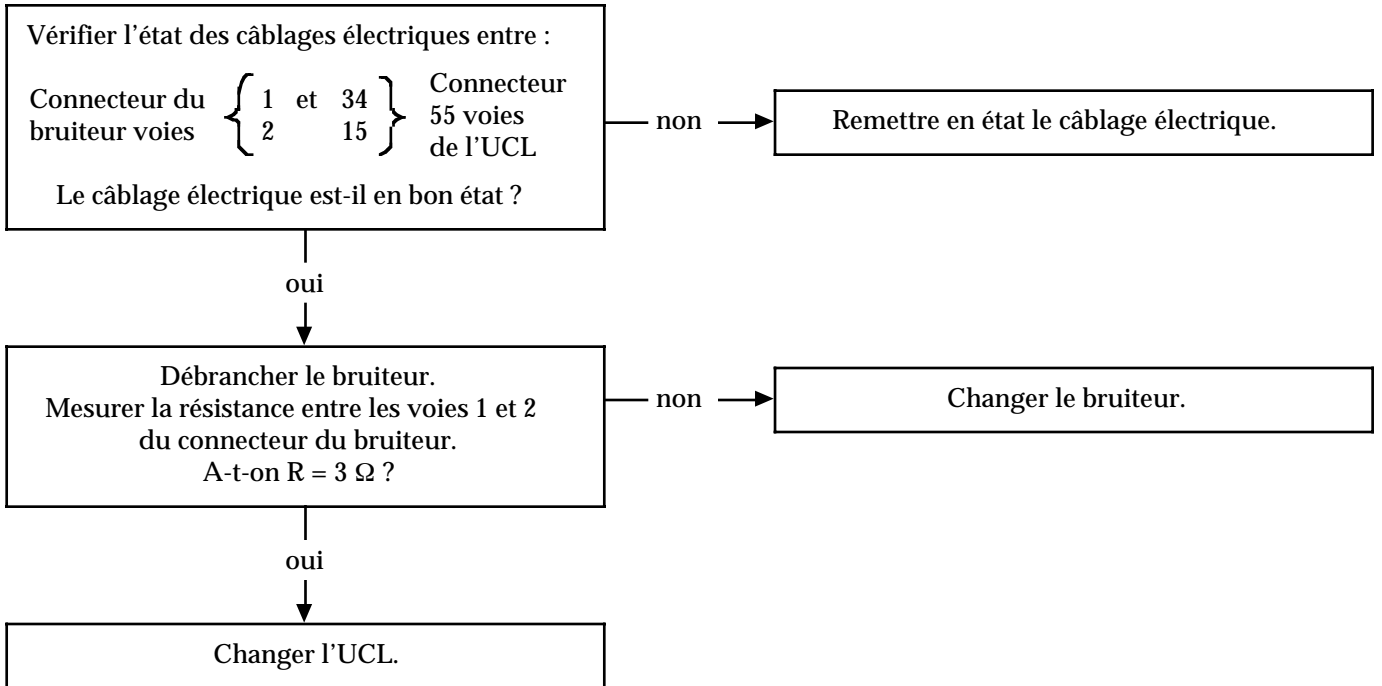 Vérifier l’état des câblages électriques entre :
Connecteur du
bruiteur voies
1 et 34
2 15
Connecteur
55 voies
de l’UCL
Le câblage électrique est-il en bon état ?
non
Remettre en état le câblage électrique.
oui
Débrancher le bruiteur.
Mesurer la résistance entre les voies 1 et 2
du connecteur du bruiteur.
A-t-on R = 3 Ω ?
non
Changer le bruiteur.
oui
Changer l’UCL.